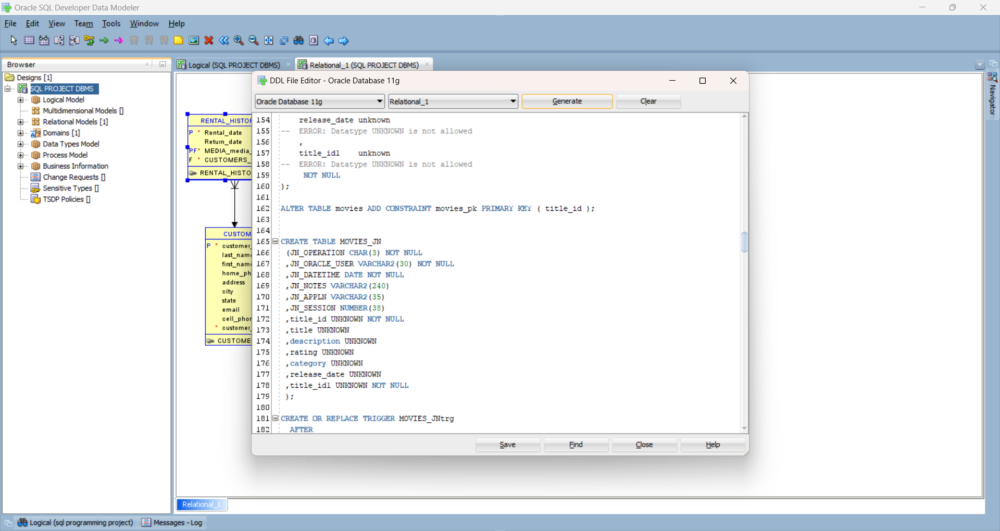 Oracle SQL Developer Data Modeler
File Edit View Team Tools Window Help
Browser
Designs [1]
SQL PROJECT DBMS
Logical Model
Multidimensional Models []
Relational Models [1]
Domains [1]
Data Types Model
Process Model
Business Information
Change Requests []
Sensitive Types []
TSDP Policies []
Logical (SQL PROJECT DBMS)
Relational_1 (SQL PROJECT DBMS)
Navigator
RENTAL_HISTOR
P * Rental_date
Return_date
PF* MEDIA_media_
F * CUSTOMERS_
RENTAL_HISTO
CUSTOM
P * customer_
last_nam
first_nam
home_ph
address
city
state
email
cell_phor
* customer_
CUSTOME
DDL File Editor - Oracle Database 11g
Oracle Database 11g Relational_1 Generate Clear
154 release_date unknown
155 -- ERROR: Datatype UNKNOWN is not allowed
156 ,
157 title_id1 unknown
158 -- ERROR: Datatype UNKNOWN is not allowed
159 NOT NULL
160 );
161
162 ALTER TABLE movies ADD CONSTRAINT movies_pk PRIMARY KEY ( title_id );
163
164
165 CREATE TABLE MOVIES_JN
166 (JN_OPERATION CHAR(3) NOT NULL
167 ,JN_ORACLE_USER VARCHAR2(30) NOT NULL
168 ,JN_DATETIME DATE NOT NULL
169 ,JN_NOTES VARCHAR2(240)
170 ,JN_APPLN VARCHAR2(35)
171 ,JN_SESSION NUMBER(38)
172 ,title_id UNKNOWN NOT NULL
173 ,title UNKNOWN
174 ,description UNKNOWN
175 ,rating UNKNOWN
176 ,category UNKNOWN
177 ,release_date UNKNOWN
178 ,title_id1 UNKNOWN NOT NULL
179 );
180
181 CREATE OR REPLACE TRIGGER MOVIES_JNtrg
182 AFTER
Save Find Close Help
Relational_1
Logical (sql programming project) Messages - Log